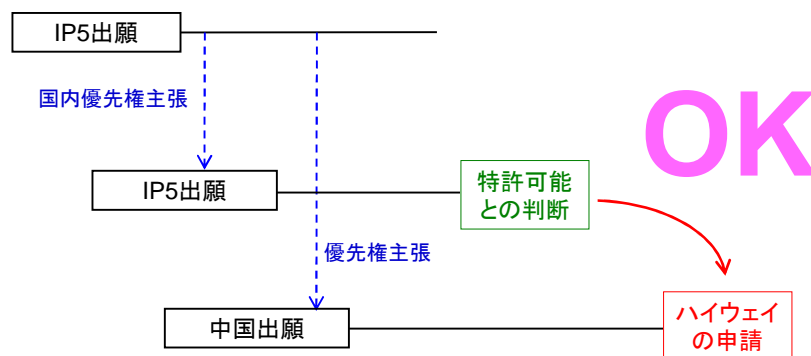 IP5出願
国内優先権主張
OK
IP5出願
特許可能
との判断
優先権主張
中国出願
ハイウェイ
の申請